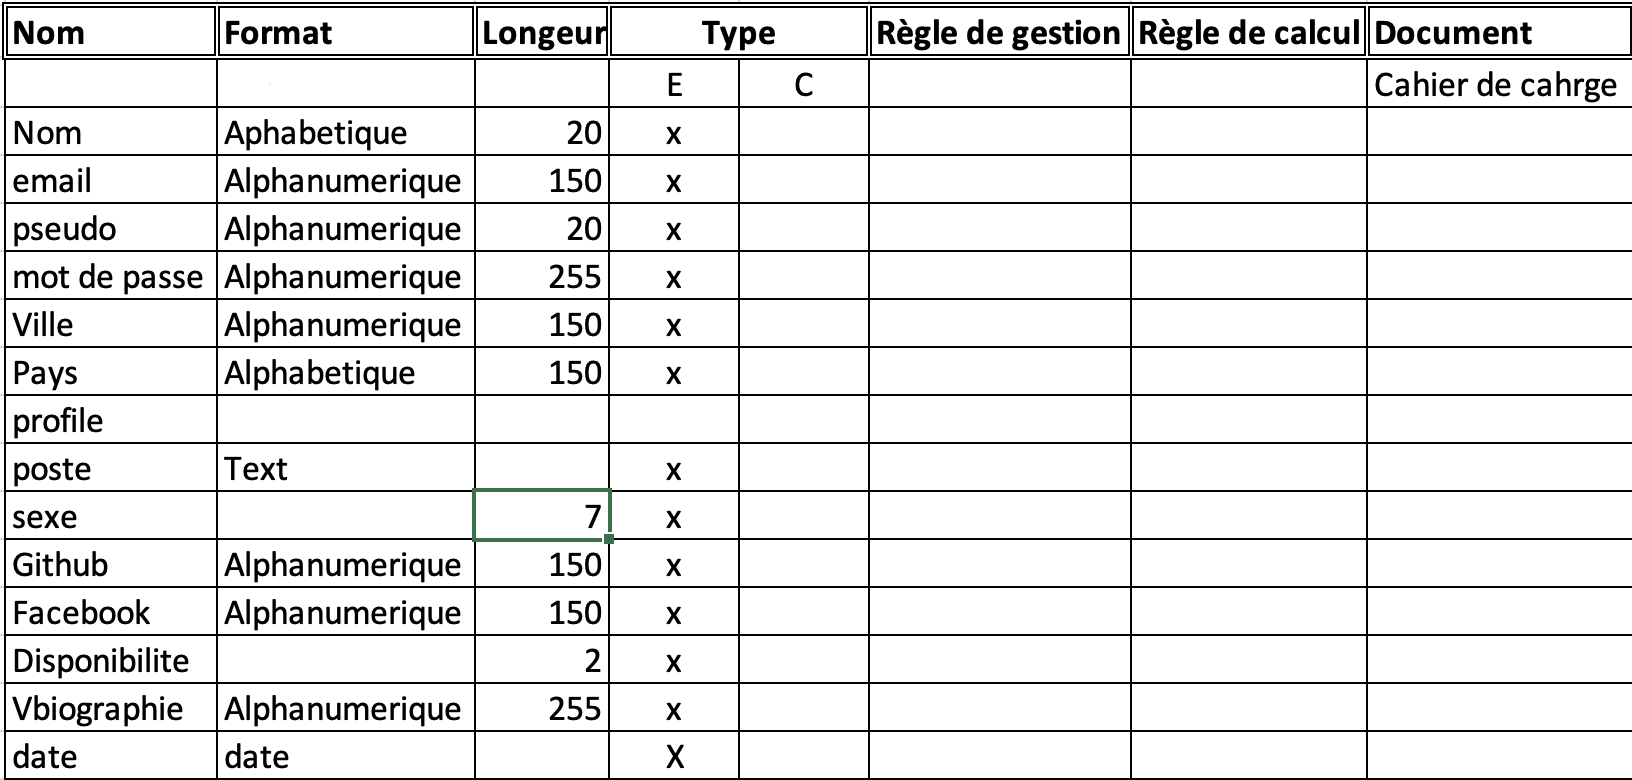 Nom Format Longeur Type Règle de gestion Règle de calcul Document
E C Cahier de cahrge
Nom Aphabetique 20 x
email Alphanumerique 150 x
pseudo Alphanumerique 20 x
mot de passe Alphanumerique 255 x
Ville Alphanumerique 150 x
Pays Alphabetique 150 x
profile
poste Text x
sexe 7 x
Github Alphanumerique 150 x
Facebook Alphanumerique 150 x
Disponibilite 2 x
Vbiographie Alphanumerique 255 x
date date X